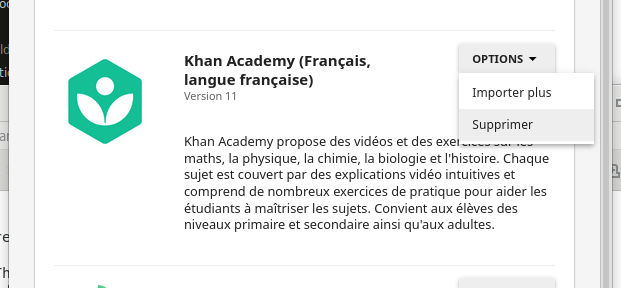 Khan Academy (Français,
langue française)
Version 11
OPTIONS
Importer plus
Supprimer
Khan Academy propose des vidéos et des exercices sur les
maths, la physique, la chimie, la biologie et l'histoire. Chaque
sujet est couvert par des explications vidéo intuitives et
comprend de nombreux exercices de pratique pour aider les
étudiants à maîtriser les sujets. Convient aux élèves des
niveaux primaire et secondaire ainsi qu'aux adultes.